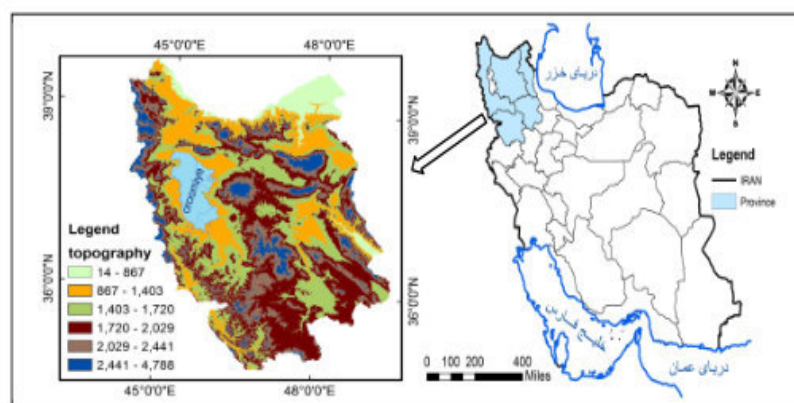 45°0'0"E 48°0'0"E
39°0'0"N
36°0'0"N
orooniye
Legend
topography
14 - 867
867 - 1,403
1,403 - 1,720
1,720 - 2,029
2,029 - 2,441
2,441 - 4,788
45°0'0"E 48°0'0"E
39°0'0"N
36°0'0"N
دریای خزر
N
W E
S
Legend
IRAN
Province
خلیج فارس
دریای عمان
0 100 200 400
Miles